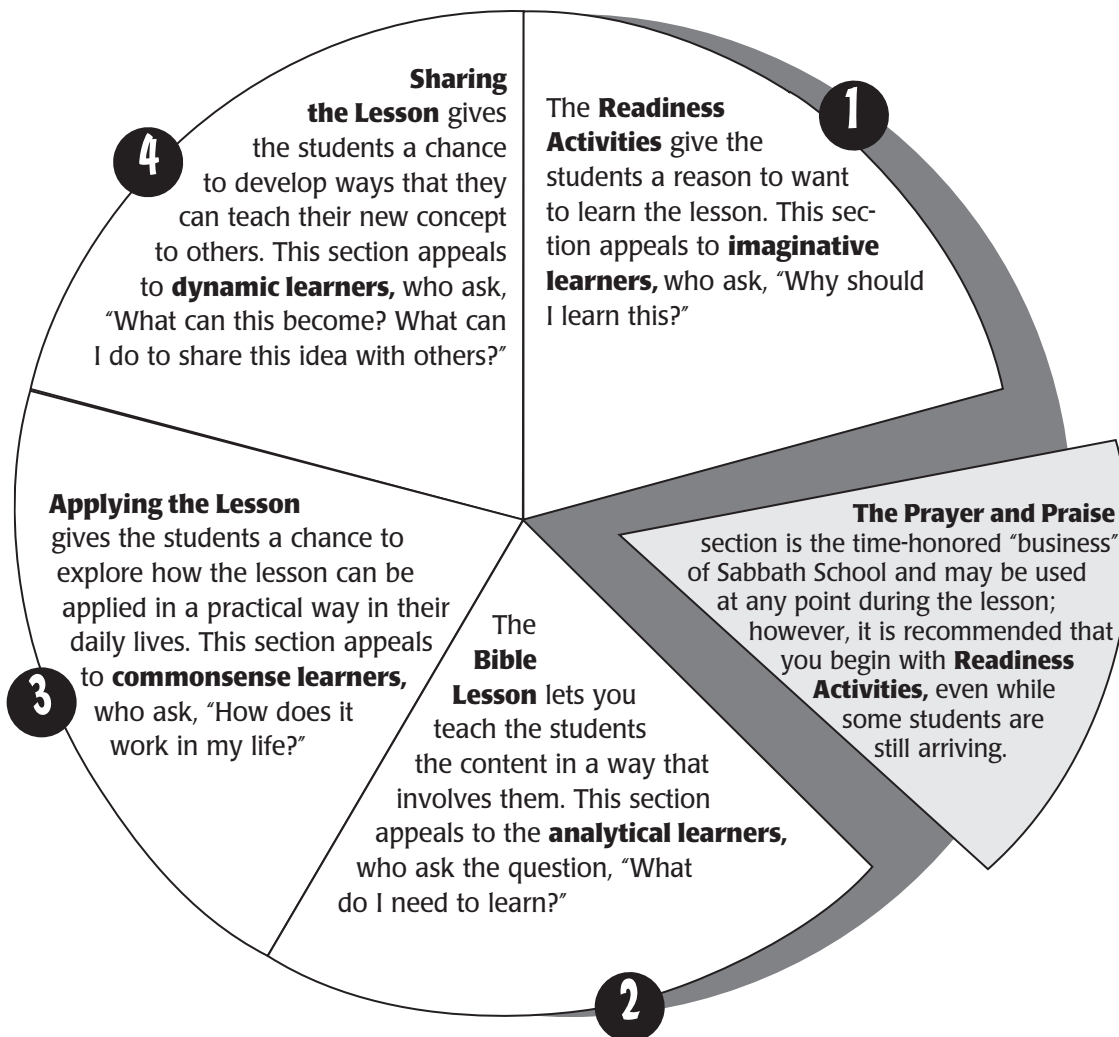 1
The Readiness
Activities give the
students a reason to want
to learn the lesson. This sec-
tion appeals to imaginative
learners, who ask, “Why should
I learn this?”
The Prayer and Praise
section is the time-honored “business”
of Sabbath School and may be used
at any point during the lesson;
however, it is recommended that
you begin with Readiness
Activities, even while
some students are
still arriving.
2
The
Bible
Lesson lets you
teach the students
the content in a way that
involves them. This section
appeals to the analytical learners,
who ask the question, “What
do I need to learn?”
3
Applying the Lesson
gives the students a chance to
explore how the lesson can be
applied in a practical way in their
daily lives. This section appeals
to commonsense learners,
who ask, “How does it
work in my life?”
4
Sharing
the Lesson gives
the students a chance
to develop ways that they
can teach their new concept
to others. This section appeals
to dynamic learners, who ask,
“What can this become? What can
I do to share this idea with others?”